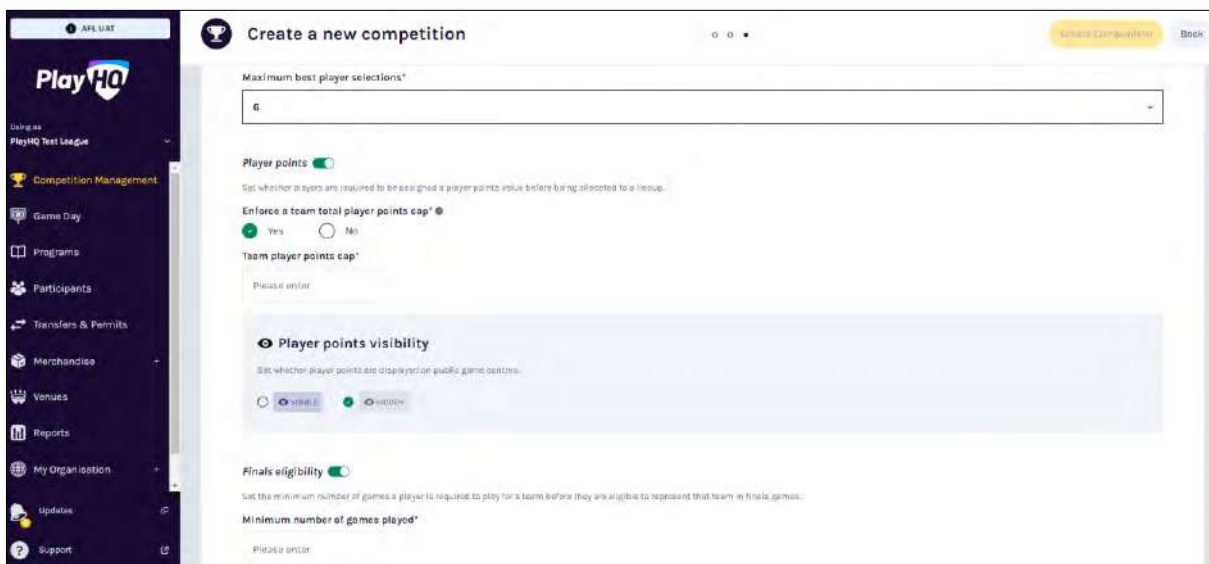 AFL UAT
PlayHQ
Using as
PlayHQ Test League
Competition Management
Game Day
Programs
Participants
Transfers & Permits
Merchandise +
Venues
Reports
My Organisation +
Updates
Support
Create a new competition
Create Competition
Back
Maximum best player selections*
6
Player points
Set whether players are required to be assigned a player points value before being allocated to a lineup.
Enforce a team total player points cap*
Yes No
Team player points cap*
Please enter
Player points visibility
Set whether player points are displayed on public game centres.
VISIBLE HIDDEN
Finals eligibility
Set the minimum number of games a player is required to play for a team before they are eligible to represent that team in finals games.
Minimum number of games played*
Please enter